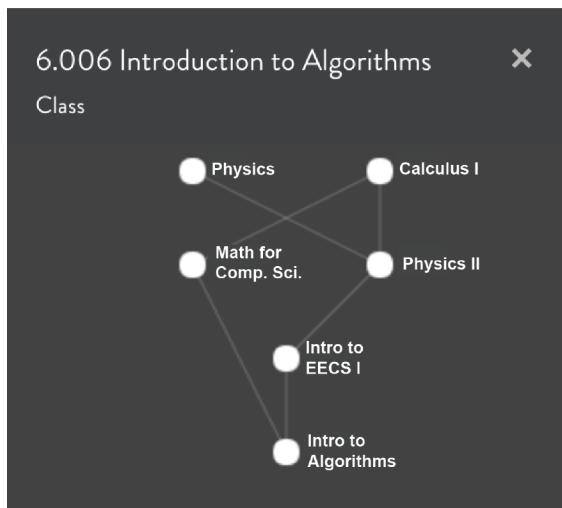 6.006 Introduction to Algorithms
Class
Physics
Calculus I
Math for
Comp. Sci.
Physics II
Intro to
EECS I
Intro to
Algorithms